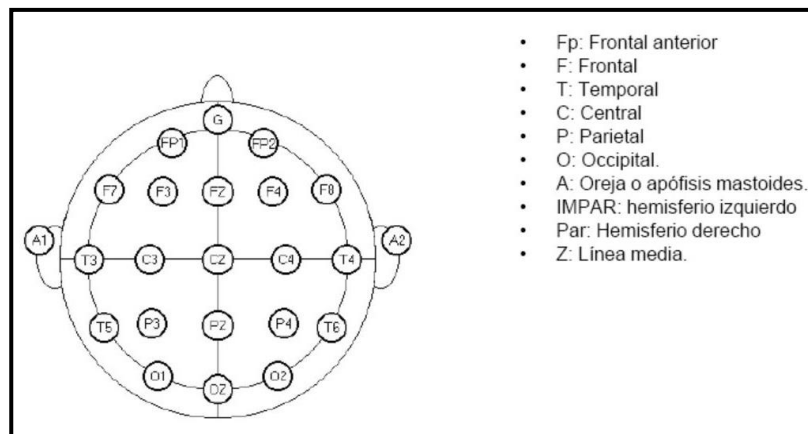 G
FP1 FP2
F7 F3 FZ F4 F8
A1 A2
T3 C3 CZ C4 T4
T5 P3 PZ P4 T6
O1 O2
OZ
• Fp: Frontal anterior
• F: Frontal
• T: Temporal
• C: Central
• P: Parietal
• O: Occipital.
• A: Oreja o apófisis mastoides.
• IMPAR: hemisferio izquierdo
• Par: Hemisferio derecho
• Z: Línea media.